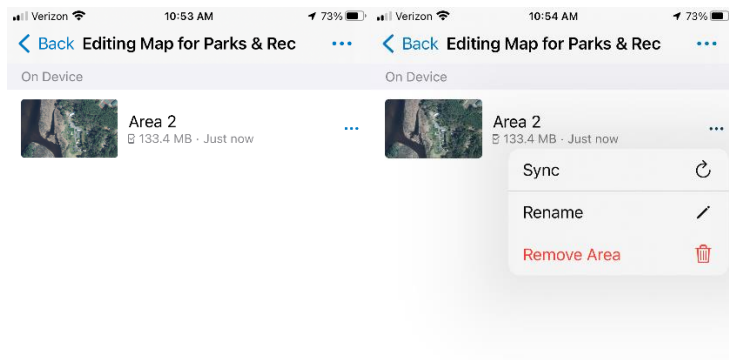 Verizon 10:53 AM 73%
Back Editing Map for Parks & Rec ...
On Device
Area 2 ...
133.4 MB · Just now
Verizon 10:54 AM 73%
Back Editing Map for Parks & Rec ...
On Device
Area 2 ...
133.4 MB · Just now
Sync
Rename
Remove Area